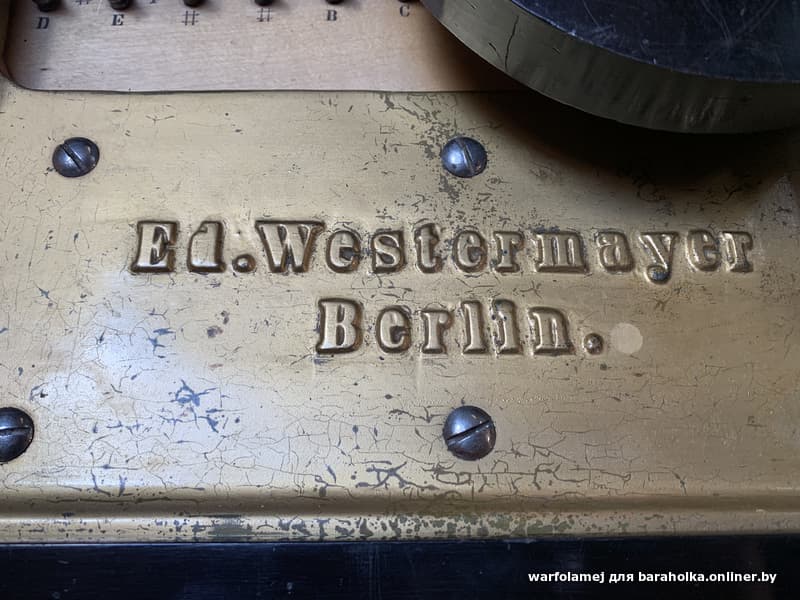 D # E # # B C
Ed. Westermayer
Berlin.
warfolamej для baraholka.onliner.by